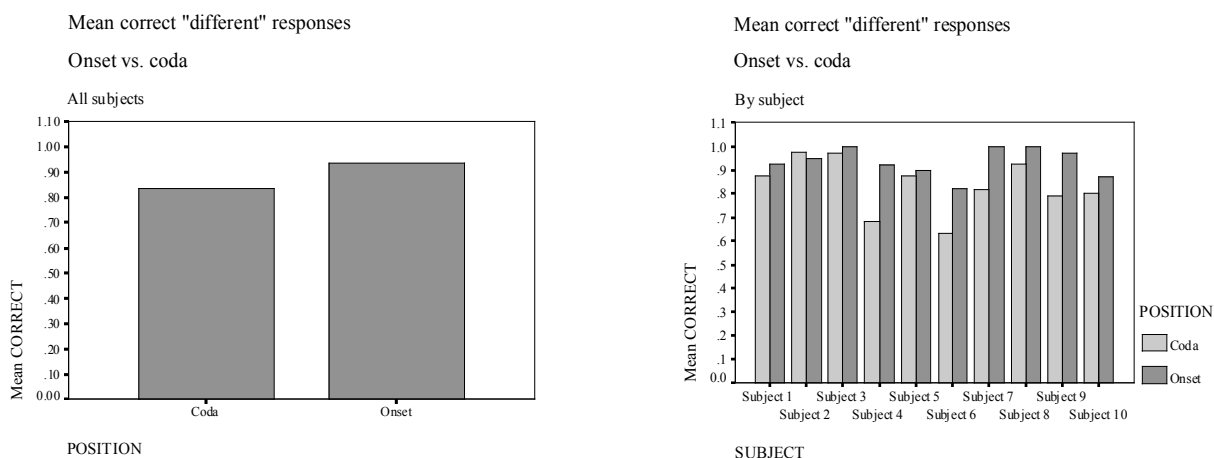 Mean correct "different" responses
Onset vs. coda
All subjects
1.10
1.00
.90
.80
.70
.60
.50
.40
.30
.20
.10
0.00
Mean CORRECT
Coda Onset
POSITION
Mean correct "different" responses
Onset vs. coda
By subject
1.1
1.0
.9
.8
.7
.6
.5
.4
.3
.2
.1
0.0
Mean CORRECT
Subject 1 Subject 3 Subject 5 Subject 7 Subject 9
Subject 2 Subject 4 Subject 6 Subject 8 Subject 10
SUBJECT
POSITION
Coda
Onset